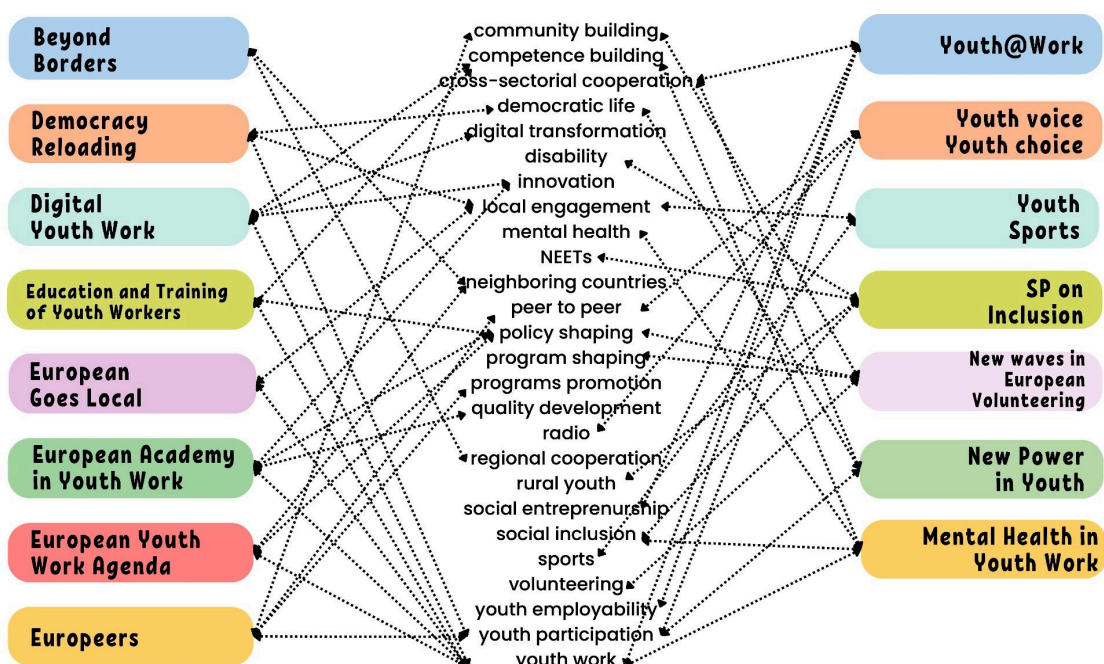 Beyond
Borders
Democracy
Reloading
Digital
Youth Work
Education and Training
of Youth Workers
European
Goes Local
European Academy
in Youth Work
European Youth
Work Agenda
Europeers
community building
competence building
cross-sectorial cooperation
democratic life
digital transformation
disability
innovation
local engagement
mental health
NEETs
neighboring countries
peer to peer
policy shaping
program shaping
programs promotion
quality development
radio
regional cooperation
rural youth
social entreprenurship
social inclusion
sports
volunteering
youth employability
youth participation
youth work
Youth@Work
Youth voice
Youth choice
Youth
Sports
SP on
Inclusion
New waves in
European
Volunteering
New Power
in Youth
Mental Health in
Youth Work